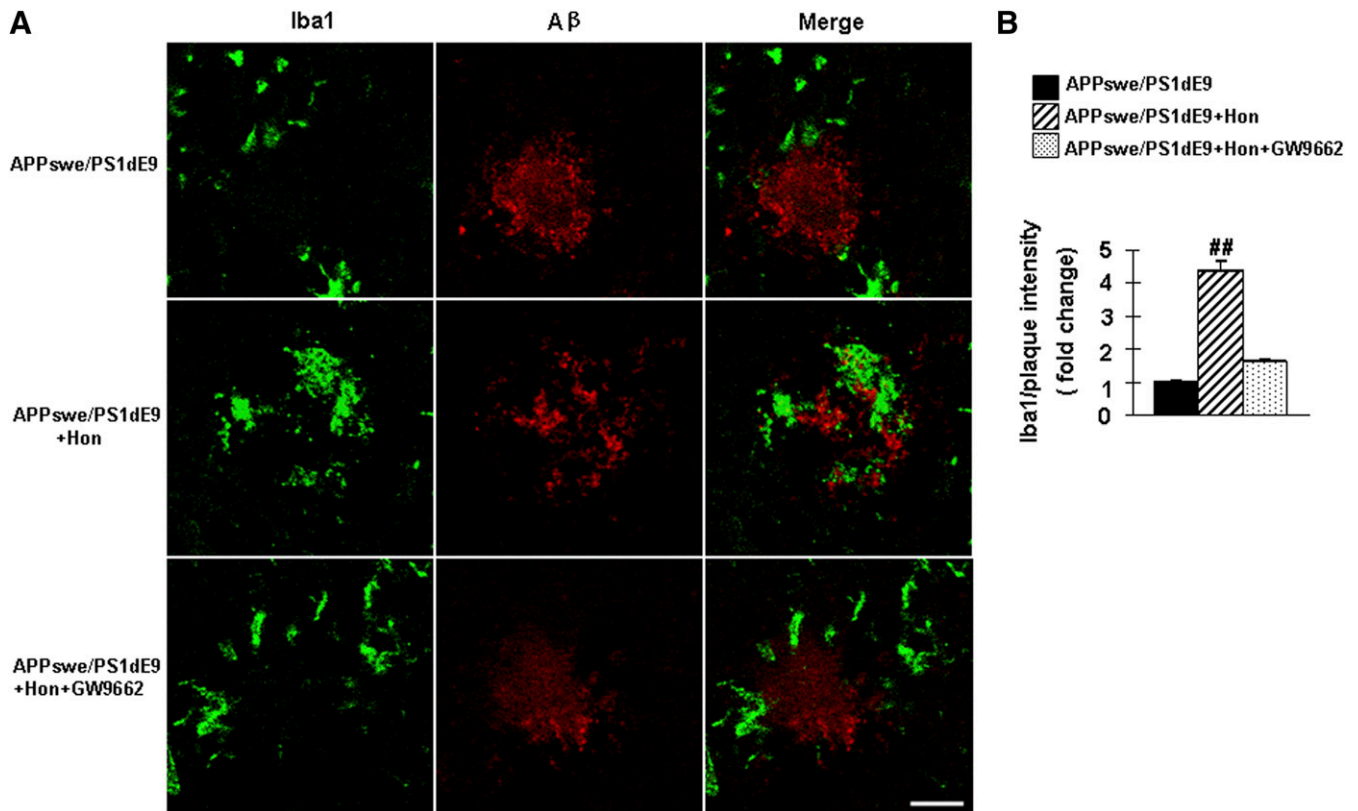 A
Iba1
Aβ
Merge
APPswe/PS1dE9
APPswe/PS1dE9
+Hon
APPswe/PS1dE9
+Hon+GW9662
B
APPswe/PS1dE9
APPswe/PS1dE9+Hon
APPswe/PS1dE9+Hon+GW9662
Iba1/plaque intensity
( fold change)
5
4
3
2
1
0
##